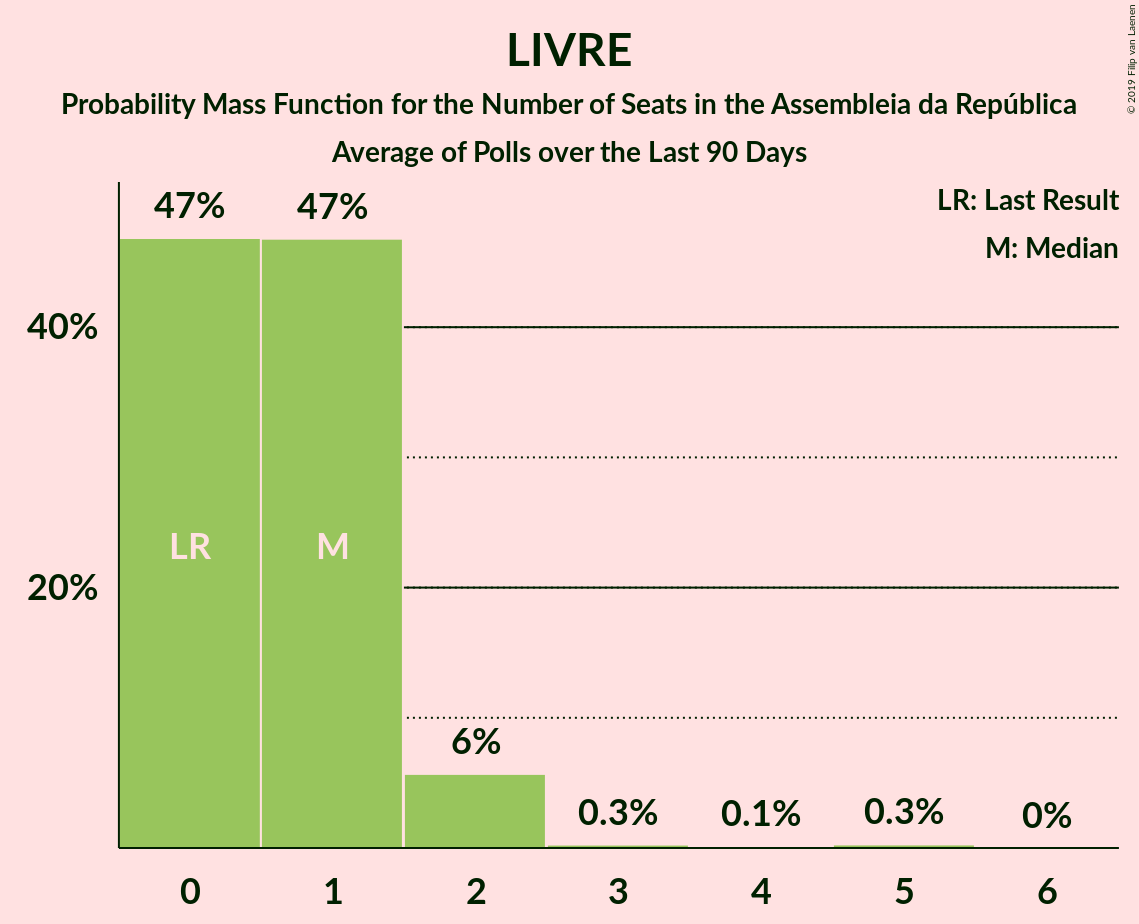 LIVRE
Probability Mass Function for the Number of Seats in the Assembleia da República
Average of Polls over the Last 90 Days
© 2019 Filip van Laenen
LR: Last Result
M: Median
47% 47%
40%
LR M
20%
6%
0.3% 0.1% 0.3% 0%
0 1 2 3 4 5 6